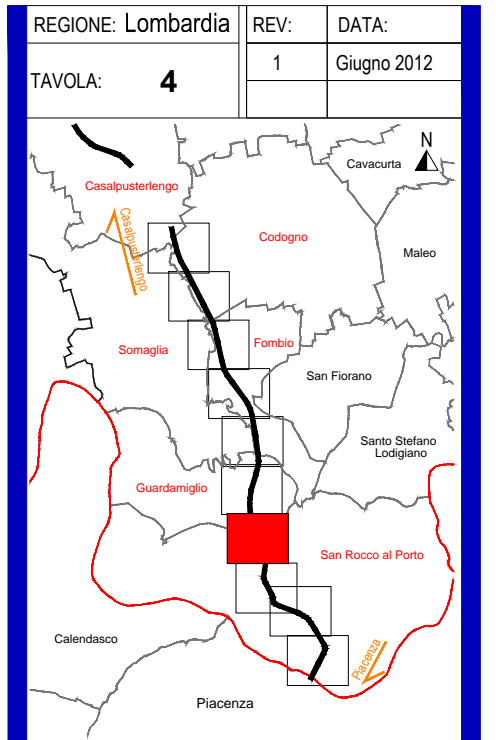 REGIONE: Lombardia
REV:
DATA:
TAVOLA: 4
1
Giugno 2012
N
Cavacurta
Casalpusterlengo
Casalpusterlengo
Codogno
Maleo
Somaglia
Fombio
San Fiorano
Santo Stefano
Lodigiano
Guardamiglio
San Rocco al Porto
Calendasco
Piacenza
Piacenza